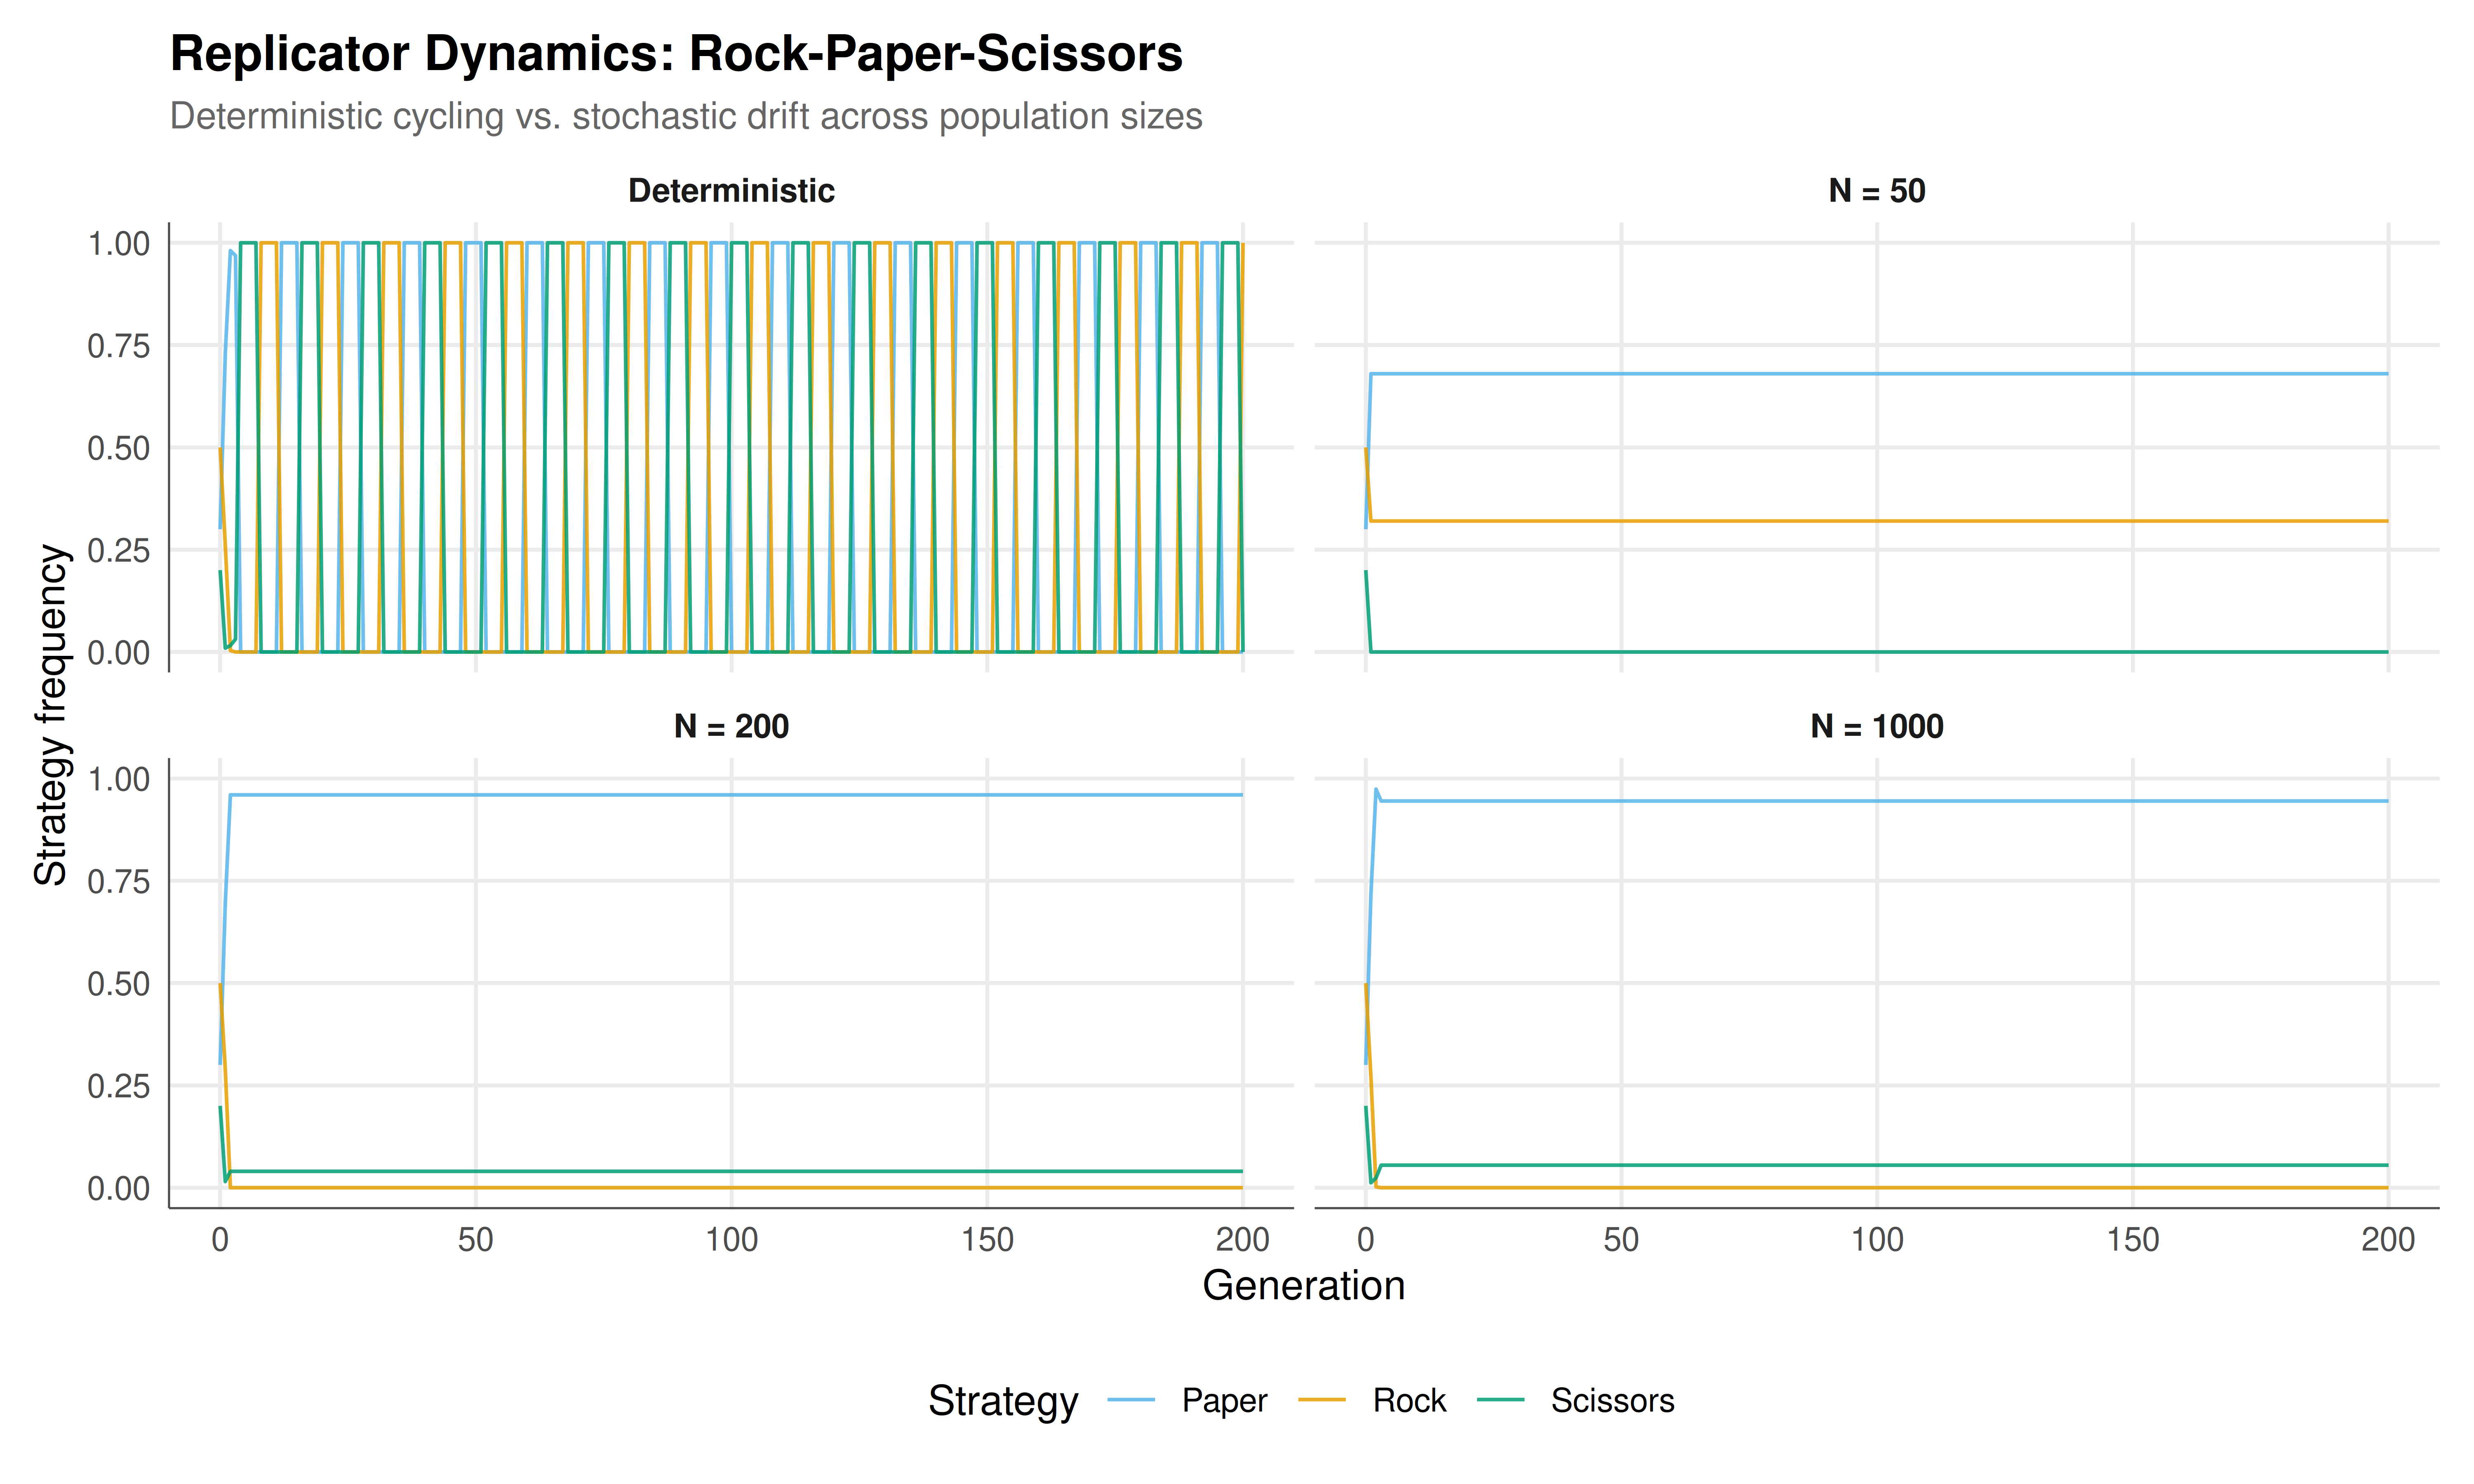 Replicator Dynamics: Rock-Paper-Scissors
Deterministic cycling vs. stochastic drift across population sizes
Deterministic
N = 50
1.00
0.75
0.50
0.25
0.00
N = 200
N = 1000
1.00
0.75
0.50
0.25
0.00
0 50 100 150 200
0 50 100 150 200
Strategy frequency
Generation
Strategy Paper Rock Scissors